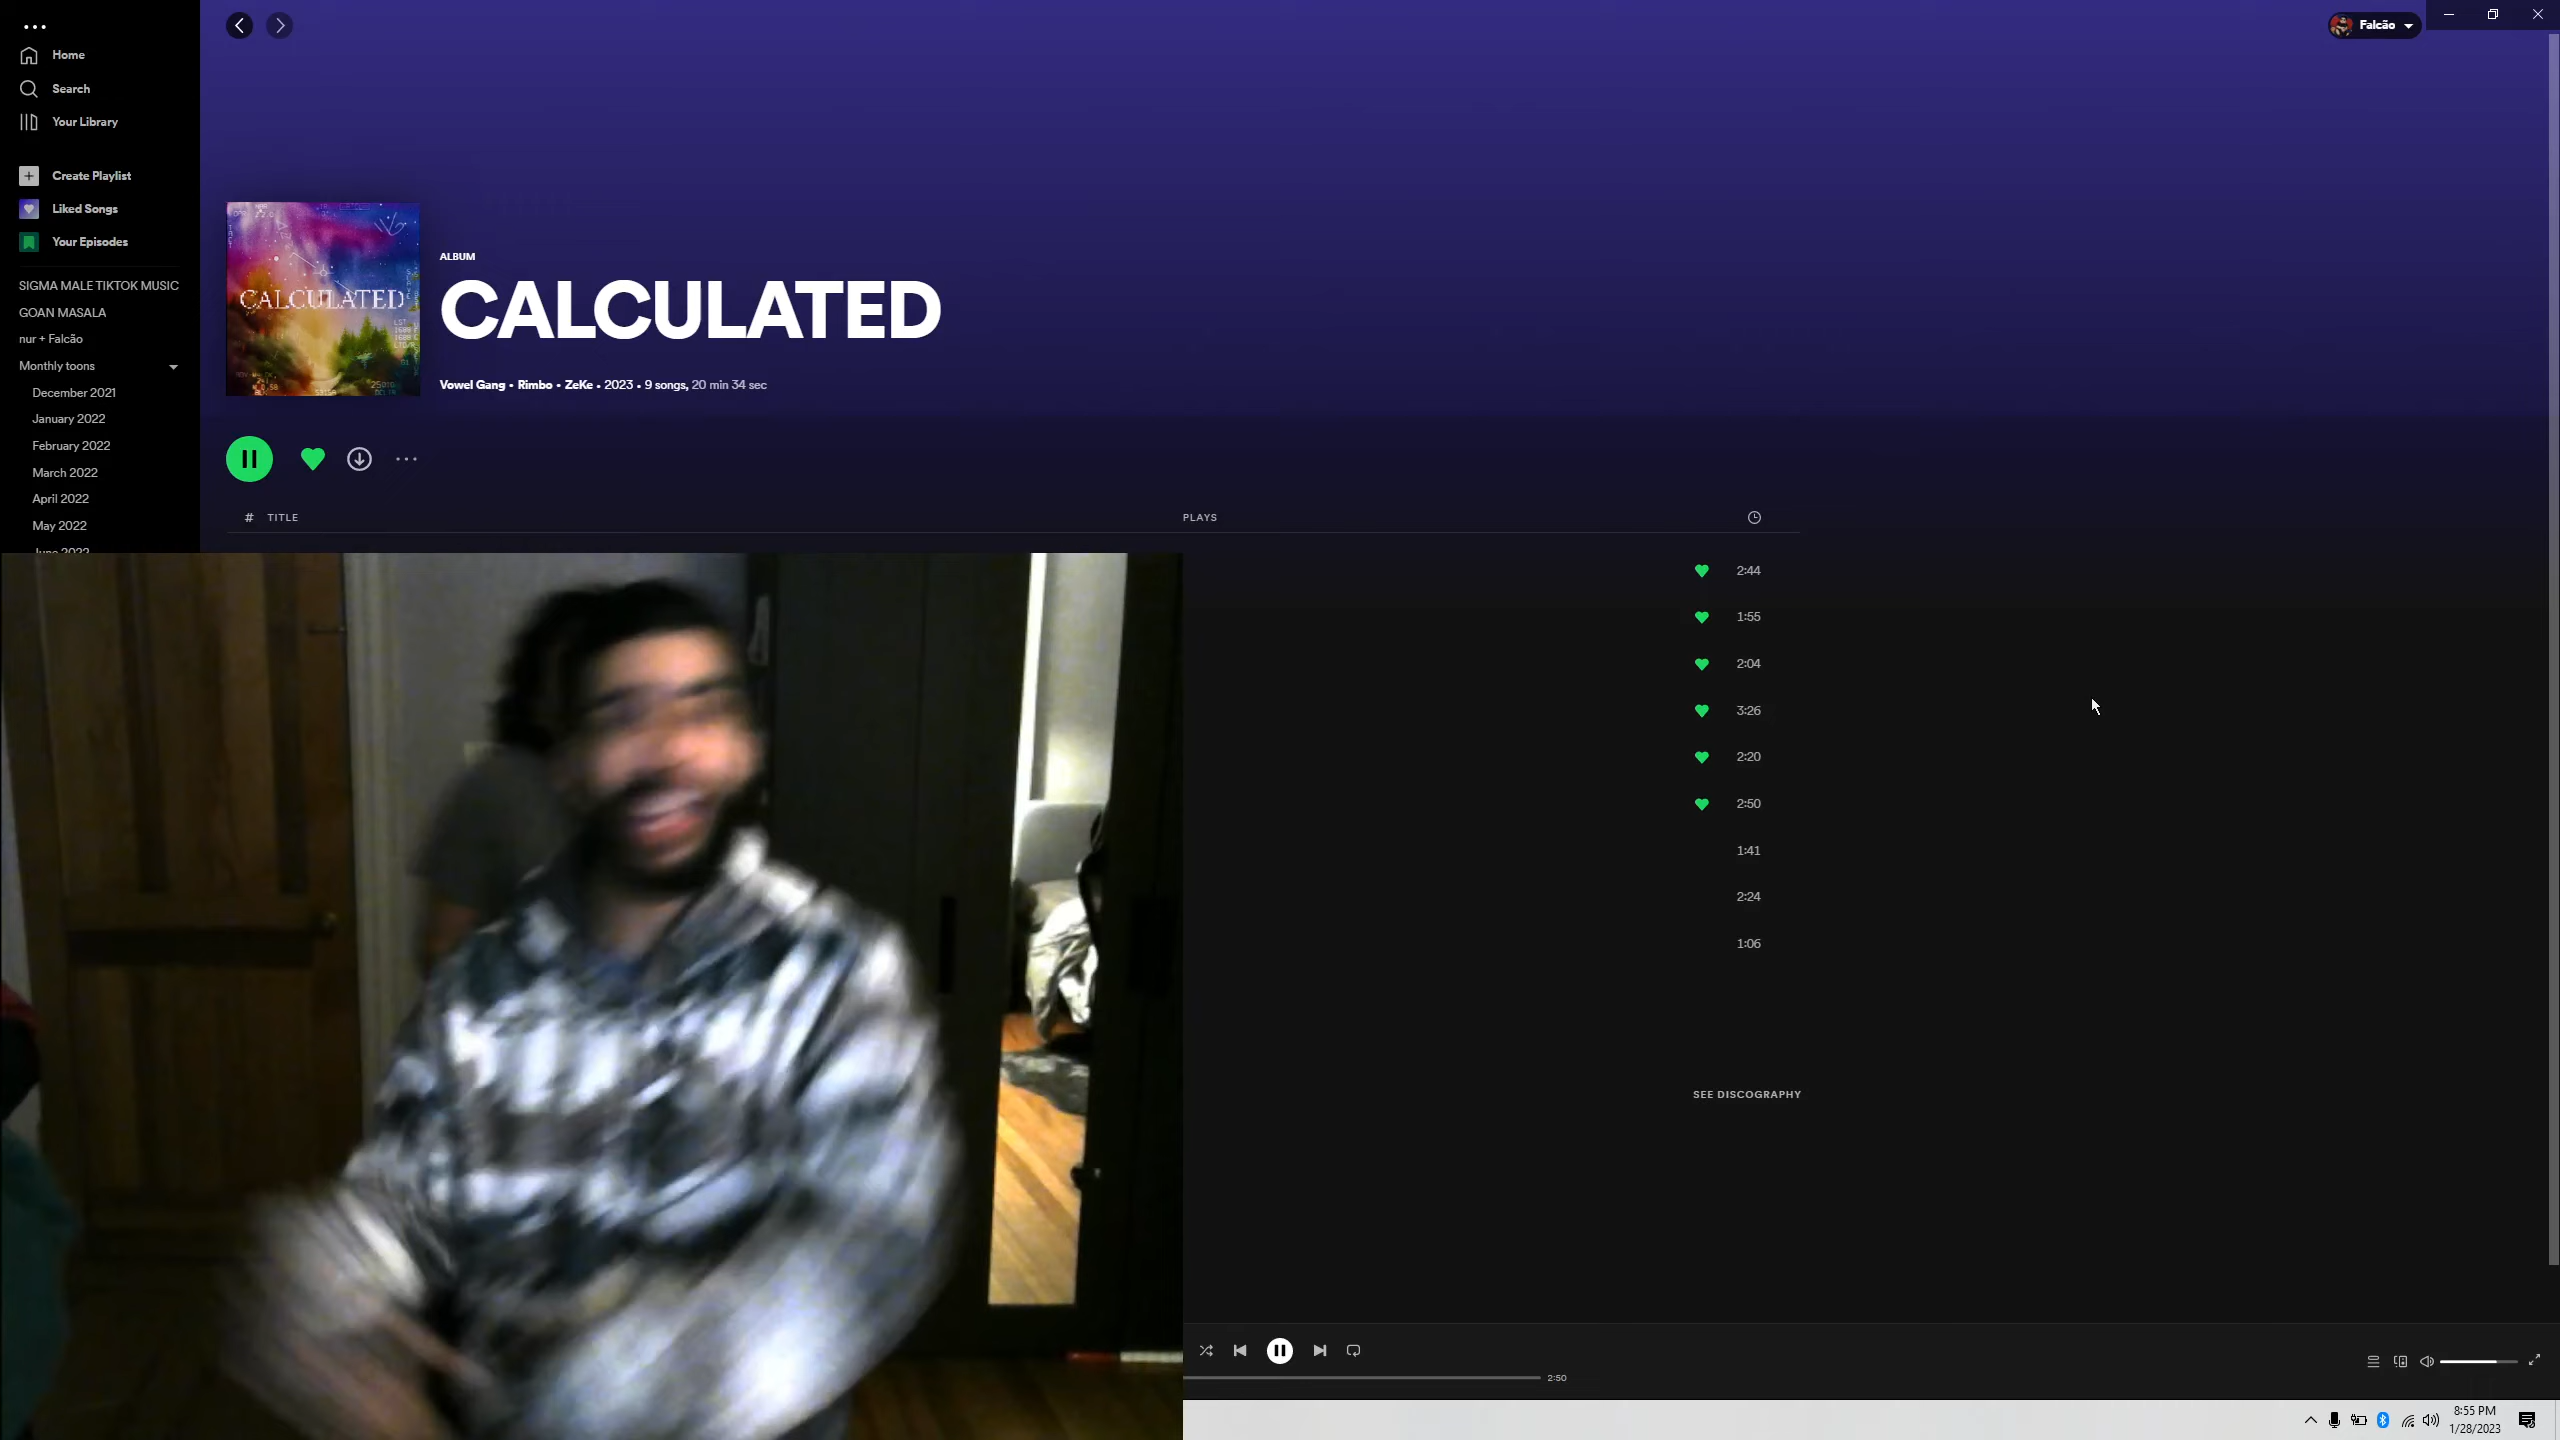 Home
Search
Your Library
Create Playlist
Liked Songs
Your Episodes
SIGMA MALE TIKTOK MUSIC
GOAN MASALA
nur + Falcão
Monthly toons
December 2021
January 2022
February 2022
March 2022
April 2022
May 2022
June 2022
Falcão
CALCULATED
ALBUM
CALCULATED
Vowel Gang • Rimbo • ZeKe • 2023 • 9 songs, 20 min 34 sec
# TITLE PLAYS
2:44
1:55
2:04
3:26
2:20
2:50
1:41
2:24
1:06
SEE DISCOGRAPHY
2:50
8:55 PM
1/28/2023